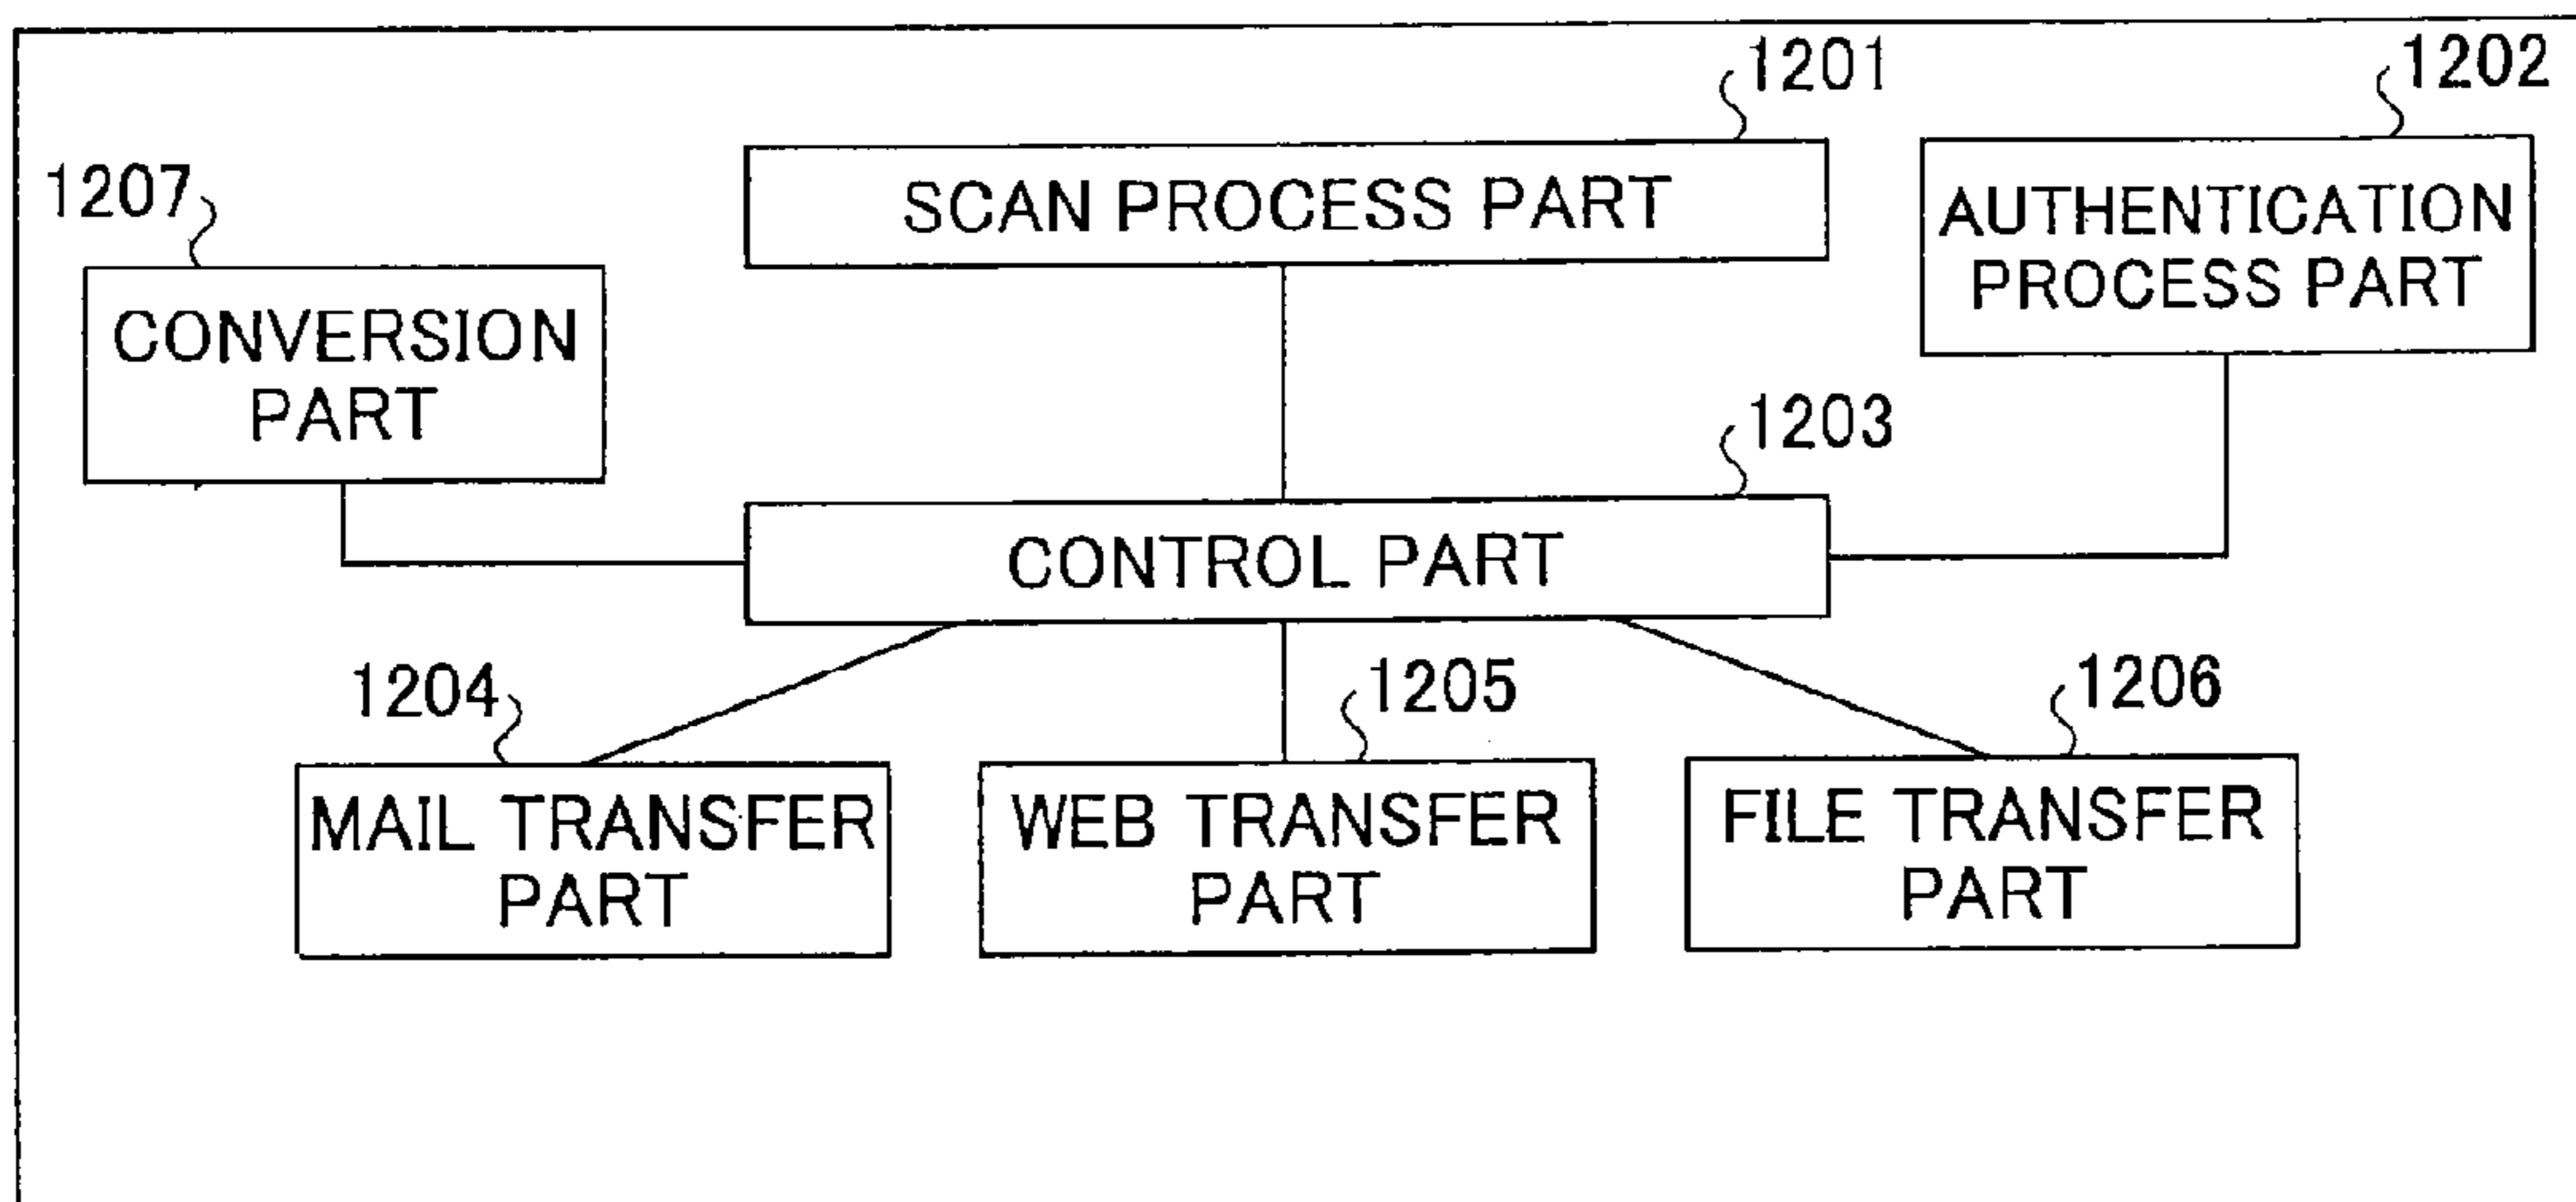 1201
1202
SCAN PROCESS PART
AUTHENTICATION
PROCESS PART
1207
CONVERSION
PART
1203
CONTROL PART
1204
1205
1206
MAIL TRANSFER
PART
WEB TRANSFER
PART
FILE TRANSFER
PART